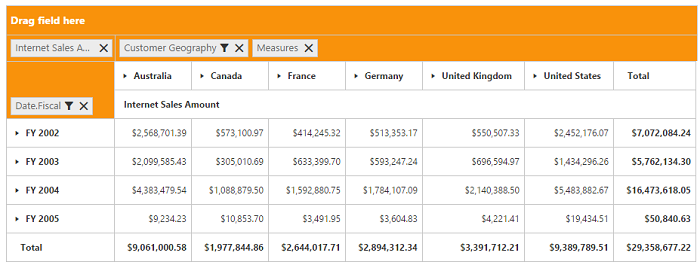 Drag field here
Internet Sales A... Customer Geography Measures
Australia Canada France Germany United Kingdom United States Total
Date.Fiscal Internet Sales Amount
FY 2002 $2,568,701.39 $573,100.97 $414,245.32 $513,353.17 $550,507.33 $2,452,176.07 $7,072,084.24
FY 2003 $2,099,585.43 $305,010.69 $633,399.70 $593,247.24 $696,594.97 $1,434,296.26 $5,762,134.30
FY 2004 $4,383,479.54 $1,088,879.50 $1,592,880.75 $1,784,107.09 $2,140,388.50 $5,483,882.67 $16,473,618.05
FY 2005 $9,234.23 $10,853.70 $3,491.95 $3,604.83 $4,221.41 $19,434.51 $50,840.63
Total $9,061,000.58 $1,977,844.86 $2,644,017.71 $2,894,312.34 $3,391,712.21 $9,389,789.51 $29,358,677.22